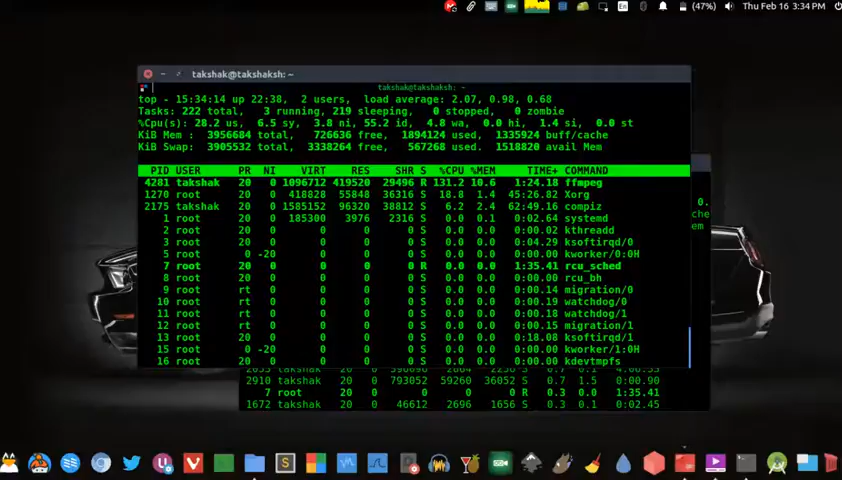 En
(47%)
Thu Feb 16 3:34 PM
takshak@takshaksh: ~
takshak@takshaksh: ~
top - 15:34:14 up 22:38, 2 users, load average: 2.07, 0.98, 0.68
Tasks: 222 total, 3 running, 219 sleeping, 0 stopped, 0 zombie
%Cpu(s): 28.2 us, 6.5 sy, 3.8 ni, 55.2 id, 4.8 wa, 0.0 hi, 1.4 si, 0.0 st
KiB Mem : 3956684 total, 726636 free, 1894124 used, 1335924 buff/cache
KiB Swap: 3905532 total, 3338264 free, 567268 used. 1518820 avail Mem
PID USER PR NI VIRT RES SHR S %CPU %MEM TIME+ COMMAND
4281 takshak 20 0 1096712 419520 29496 R 131.2 10.6 1:24.18 ffmpeg
1270 root 20 0 418828 55848 36316 S 18.8 1.4 45:26.82 Xorg
2175 takshak 20 0 1585152 96320 38812 S 6.2 2.4 62:49.16 compiz
1 root 20 0 185300 3976 2316 S 0.0 0.1 0:02.64 systemd
2 root 20 0 0 0 0 S 0.0 0.0 0:00.02 kthreadd
3 root 20 0 0 0 0 S 0.0 0.0 0:04.29 ksoftirqd/0
5 root 0 -20 0 0 0 S 0.0 0.0 0:00.00 kworker/0:0H
7 root 20 0 0 0 0 R 0.0 0.0 1:35.41 rcu_sched
8 root 20 0 0 0 0 S 0.0 0.0 0:00.00 rcu_bh
9 root rt 0 0 0 0 S 0.0 0.0 0:00.14 migration/0
10 root rt 0 0 0 0 S 0.0 0.0 0:00.19 watchdog/0
11 root rt 0 0 0 0 S 0.0 0.0 0:00.18 watchdog/1
12 root rt 0 0 0 0 S 0.0 0.0 0:00.15 migration/1
13 root 20 0 0 0 0 S 0.0 0.0 0:18.08 ksoftirqd/1
15 root 0 -20 0 0 0 S 0.0 0.0 0:00.00 kworker/1:0H
16 root 20 0 0 0 0 S 0.0 0.0 0:00.00 kdevtmpfs
2910 takshak 20 0 793052 59260 36052 S 0.7 1.5 0:00.90
7 root 20 0 0 0 0 R 0.3 0.0 1:35.41
1672 takshak 20 0 46612 2696 1656 S 0.3 0.1 0:02.45